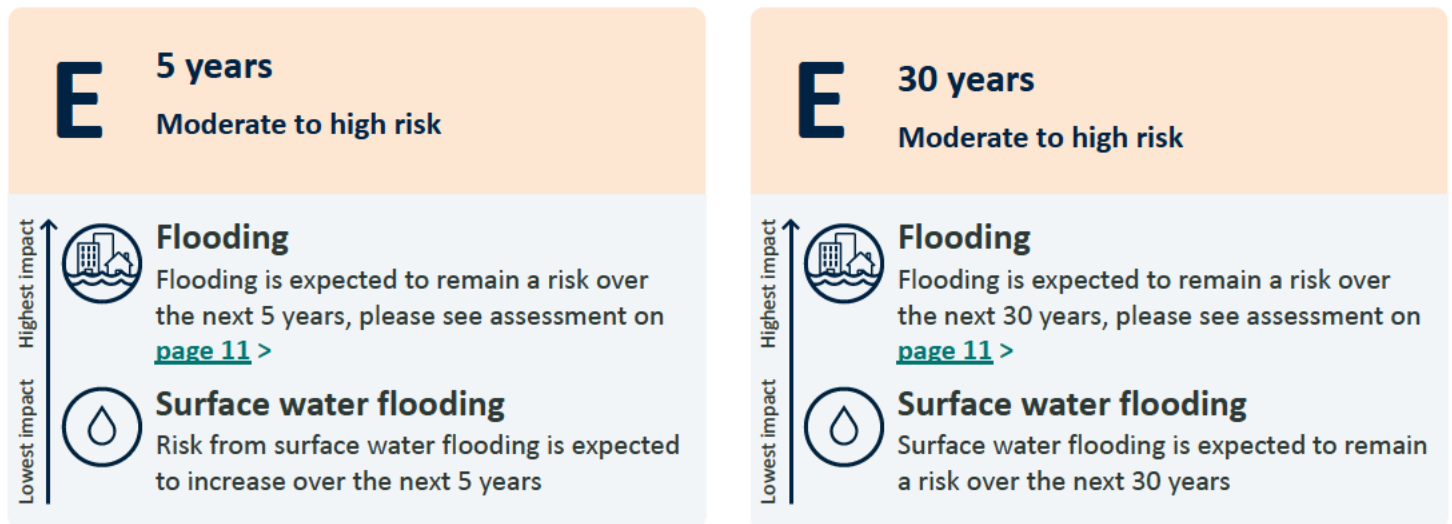 E
5 years
Moderate to high risk
Highest impact
Lowest impact
Flooding
Flooding is expected to remain a risk over
the next 5 years, please see assessment on
page 11 >
Surface water flooding
Risk from surface water flooding is expected
to increase over the next 5 years
E
30 years
Moderate to high risk
Highest impact
Lowest impact
Flooding
Flooding is expected to remain a risk over
the next 30 years, please see assessment on
page 11 >
Surface water flooding
Surface water flooding is expected to remain
a risk over the next 30 years